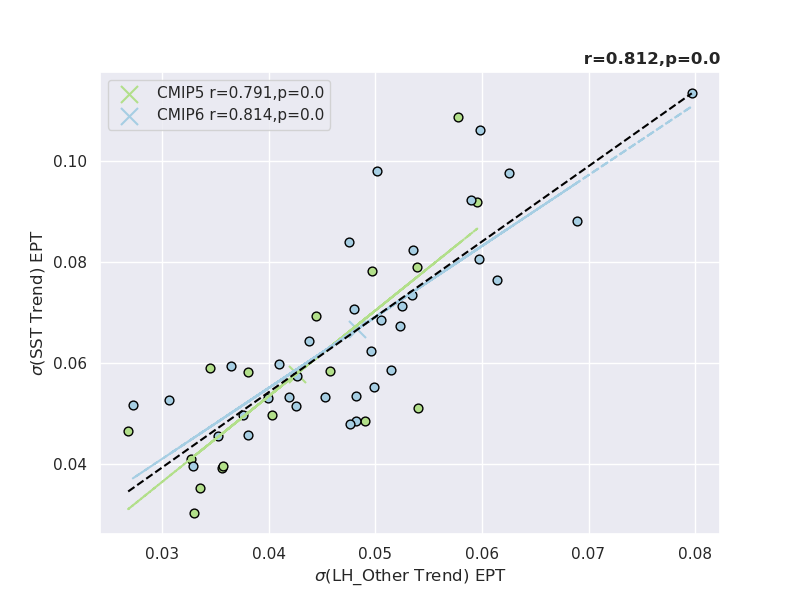 r=0.812,p=0.0
CMIP5 r=0.791,p=0.0
CMIP6 r=0.814,p=0.0
0.10
0.08
0.06
0.04
σ(SST Trend) EPT
0.03 0.04 0.05 0.06 0.07 0.08
σ(LH_Other Trend) EPT